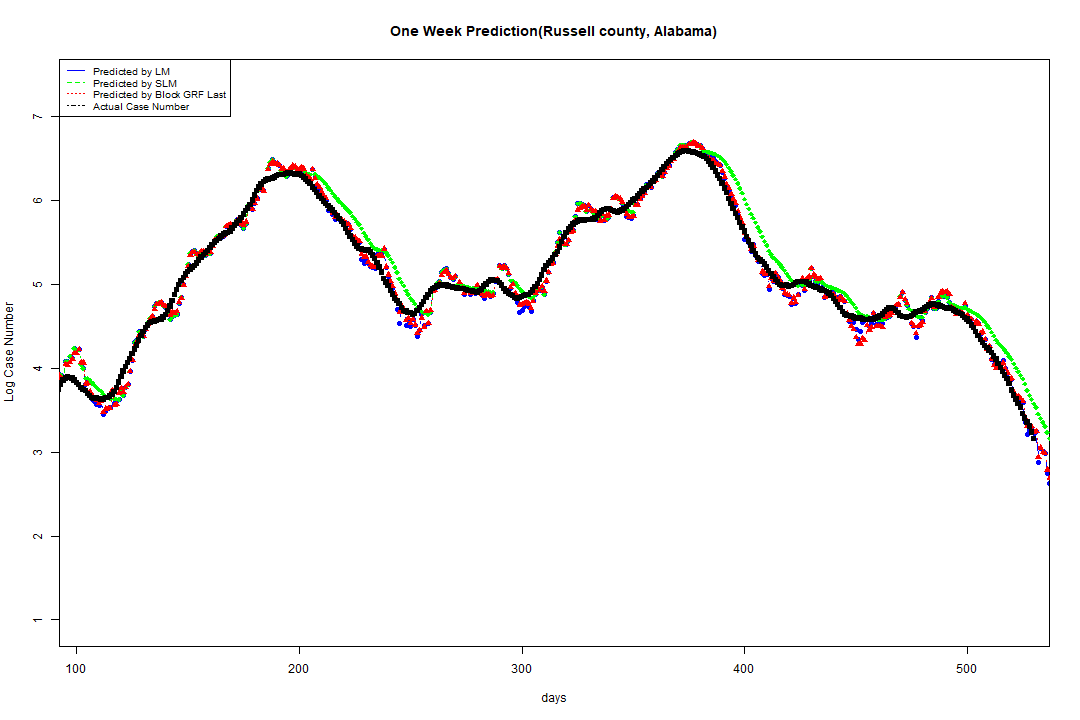 One Week Prediction(Russell county, Alabama)
Predicted by LM
Predicted by SLM
Predicted by Block GRF Last
Actual Case Number
7
6
5
4
3
2
1
Log Case Number
100 200 300 400 500
days